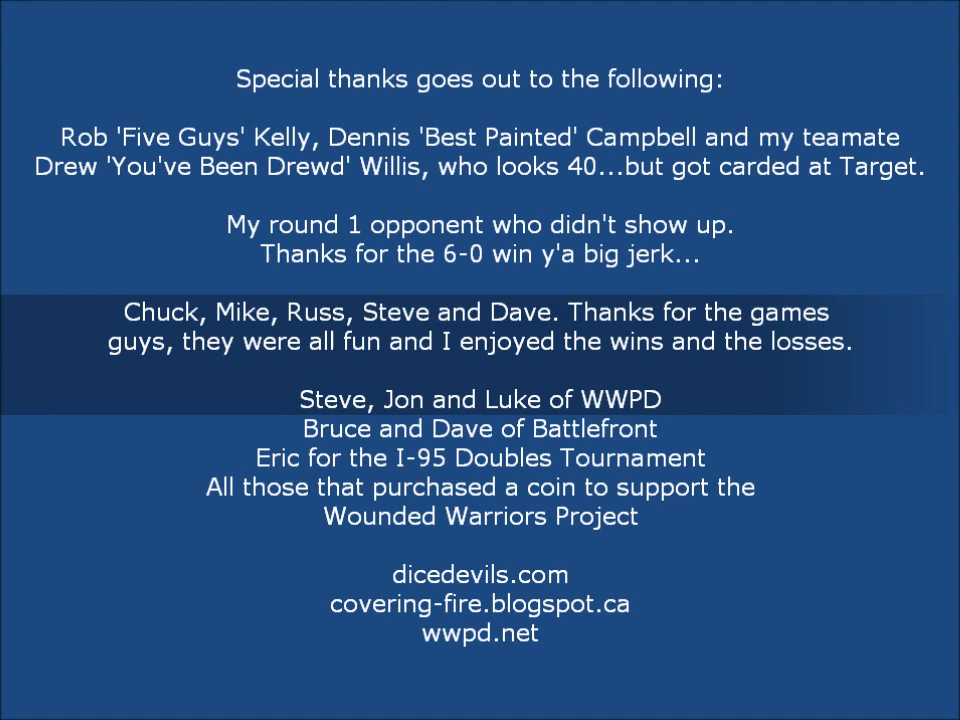 Special thanks goes out to the following:
Rob 'Five Guys' Kelly, Dennis 'Best Painted' Campbell and my teamate
Drew 'You've Been Drewd' Willis, who looks 40...but got carded at Target.
My round 1 opponent who didn't show up.
Thanks for the 6-0 win y'a big jerk...
Chuck, Mike, Russ, Steve and Dave. Thanks for the games
guys, they were all fun and I enjoyed the wins and the losses.
Steve, Jon and Luke of WWPD
Bruce and Dave of Battlefront
Eric for the I-95 Doubles Tournament
All those that purchased a coin to support the
Wounded Warriors Project
dicedevils.com
covering-fire.blogspot.ca
wwpd.net